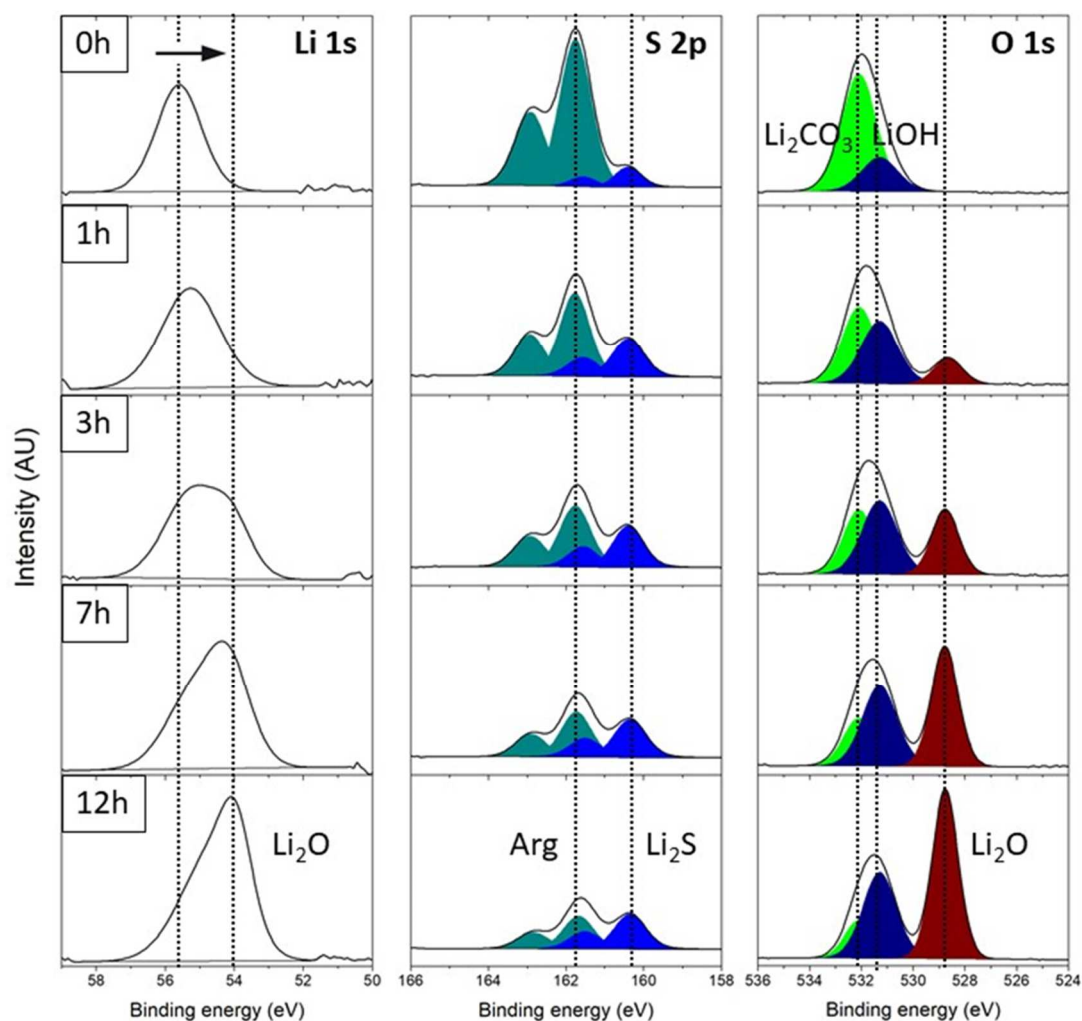 0h
Li 1s
S 2p
O 1s
Li₂CO₃ LiOH
1h
3h
7h
12h
Li₂O
Arg
Li₂S
Li₂O
Intensity (AU)
58 56 54 52 50
166 164 162 160 158
536 534 532 530 528 526 524
Binding energy (eV)
Binding energy (eV)
Binding energy (eV)